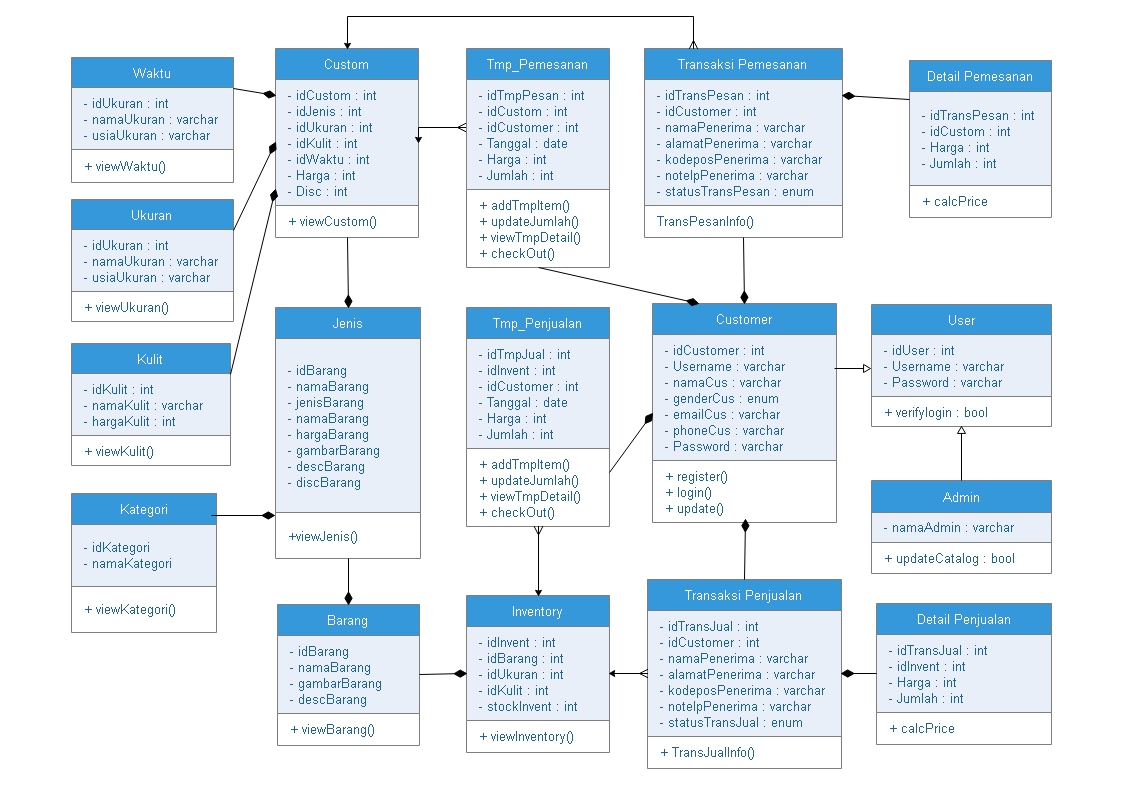 Waktu
- idUkuran : int
- namaUkuran : varchar
- usiaUkuran : varchar
+ viewWaktu()
Custom
- idCustom : int
- idJenis : int
- idUkuran : int
- idKulit : int
- idWaktu : int
- Harga : int
- Disc : int
+ viewCustom()
Tmp_Pemesanan
- idTmpPesan : int
- idCustom : int
- idCustomer : int
- Tanggal : date
- Harga : int
- Jumlah : int
+ addTmpItem()
+ updateJumlah()
+ viewTmpDetail()
+ checkOut()
Transaksi Pemesanan
- idTransPesan : int
- idCustomer : int
- namaPenerima : varchar
- alamatPenerima : varchar
- kodeposPenerima : varchar
- notelpPenerima : varchar
- statusTransPesan : enum
TransPesanInfo()
Detail Pemesanan
- idTransPesan : int
- idCustom : int
- Harga : int
- Jumlah : int
+ calcPrice
Ukuran
- idUkuran : int
- namaUkuran : varchar
- usiaUkuran : varchar
+ viewUkuran()
Kulit
- idKulit : int
- namaKulit : varchar
- hargaKulit : int
+ viewKulit()
Jenis
- idBarang
- namaBarang
- jenisBarang
- namaBarang
- hargaBarang
- gambarBarang
- descBarang
- discBarang
+viewJenis()
Tmp_Penjualan
- idTmpJual : int
- idInvent : int
- idCustomer : int
- Tanggal : date
- Harga : int
- Jumlah : int
+ addTmpItem()
+ updateJumlah()
+ viewTmpDetail()
+ checkOut()
Customer
- idCustomer : int
- Username : varchar
- namaCus : varchar
- genderCus : enum
- emailCus : varchar
- phoneCus : varchar
- Password : varchar
+ register()
+ login()
+ update()
User
- idUser : int
- Username : varchar
- Password : varchar
+ verifylogin : bool
Admin
- namaAdmin : varchar
+ updateCatalog : bool
Kategori
- idKategori
- namaKategori
+ viewKategori()
Barang
- idBarang
- namaBarang
- gambarBarang
- descBarang
+ viewBarang()
Inventory
- idInvent : int
- idBarang : int
- idUkuran : int
- idKulit : int
- stockInvent : int
+ viewInventory()
Transaksi Penjualan
- idTransJual : int
- idCustomer : int
- namaPenerima : varchar
- alamatPenerima : varchar
- kodeposPenerima : varchar
- notelpPenerima : varchar
- statusTransJual : enum
+ TransJualInfo()
Detail Penjualan
- idTransJual : int
- idInvent : int
- Harga : int
- Jumlah : int
+ calcPrice